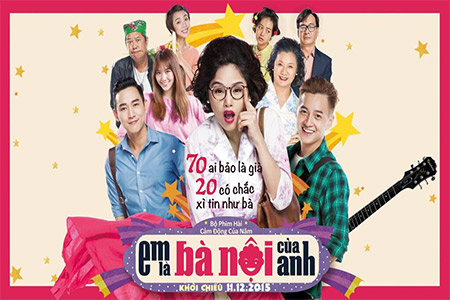 70 ai bảo là già
20 có chắc
xì tin như bà
Bộ Phim Hài
Cảm Động Của Năm
em là bà nội của anh
KHỞI CHIẾU 11.12.2015